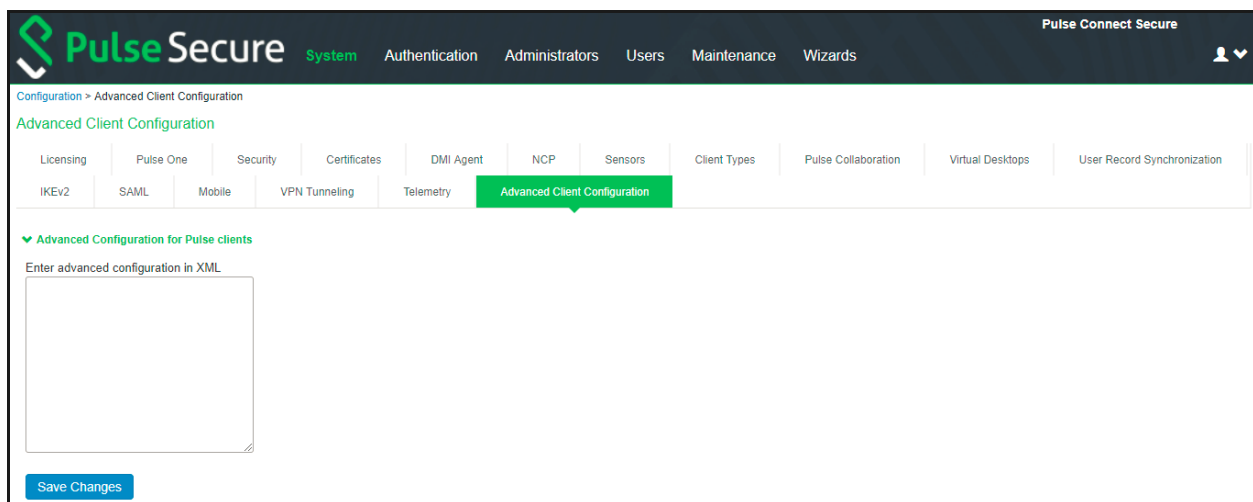 Pulse Connect Secure
Pulse Secure System Authentication Administrators Users Maintenance Wizards
Configuration > Advanced Client Configuration
Advanced Client Configuration
Licensing Pulse One Security Certificates DMI Agent NCP Sensors Client Types Pulse Collaboration Virtual Desktops User Record Synchronization
IKEv2 SAML Mobile VPN Tunneling Telemetry Advanced Client Configuration
Advanced Configuration for Pulse clients
Enter advanced configuration in XML
Save Changes